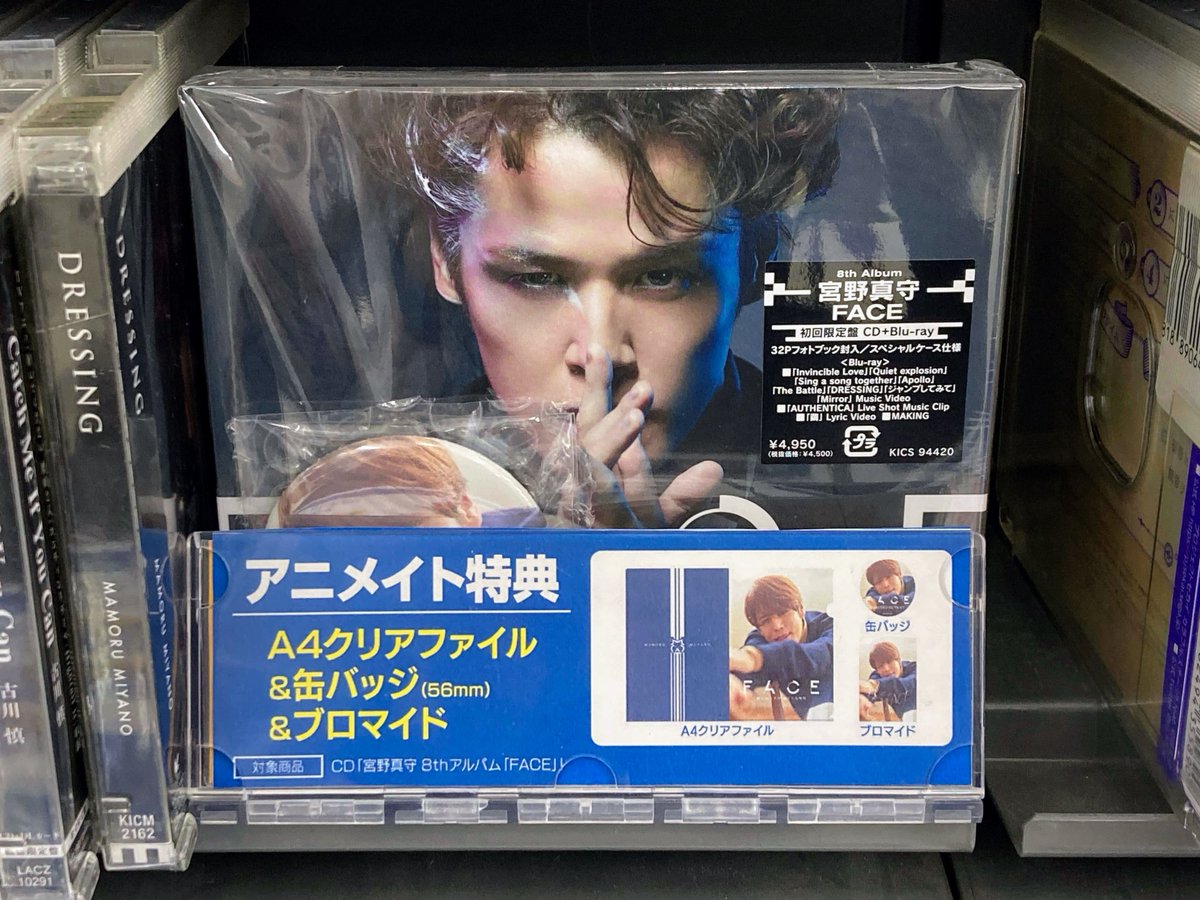 DRESSING
DRESSING
MAMORU MIYANO
MAMORU MIYANO
KICM
2162
Catch Me If You Can
古川 慎
LACZ
10291
8th Album
宮野真守
FACE
初回限定盤 CD+Blu-ray
32Pフォトブック封入/スペシャルケース仕様
<Blu-ray>
■「Invincible Love」「Quiet explosion」
「Sing a song together」「Apollo」
「The Battle」「DRESSING」「ジャンプしてみて」
「Mirror」 Music Video
■「AUTHENTICA」 Live Shot Music Clip
■「繭」 Lyric Video ■MAKING
¥4,950
(税抜価格:¥4,500)
プラ
KICS 94420
アニメイト特典
A4クリアファイル
&缶バッジ(56mm)
&ブロマイド
対象商品 CD「宮野真守 8thアルバム「FACE」」
MAMORU MIYANO
FACE
A4クリアファイル
FACE
缶バッジ
ブロマイド